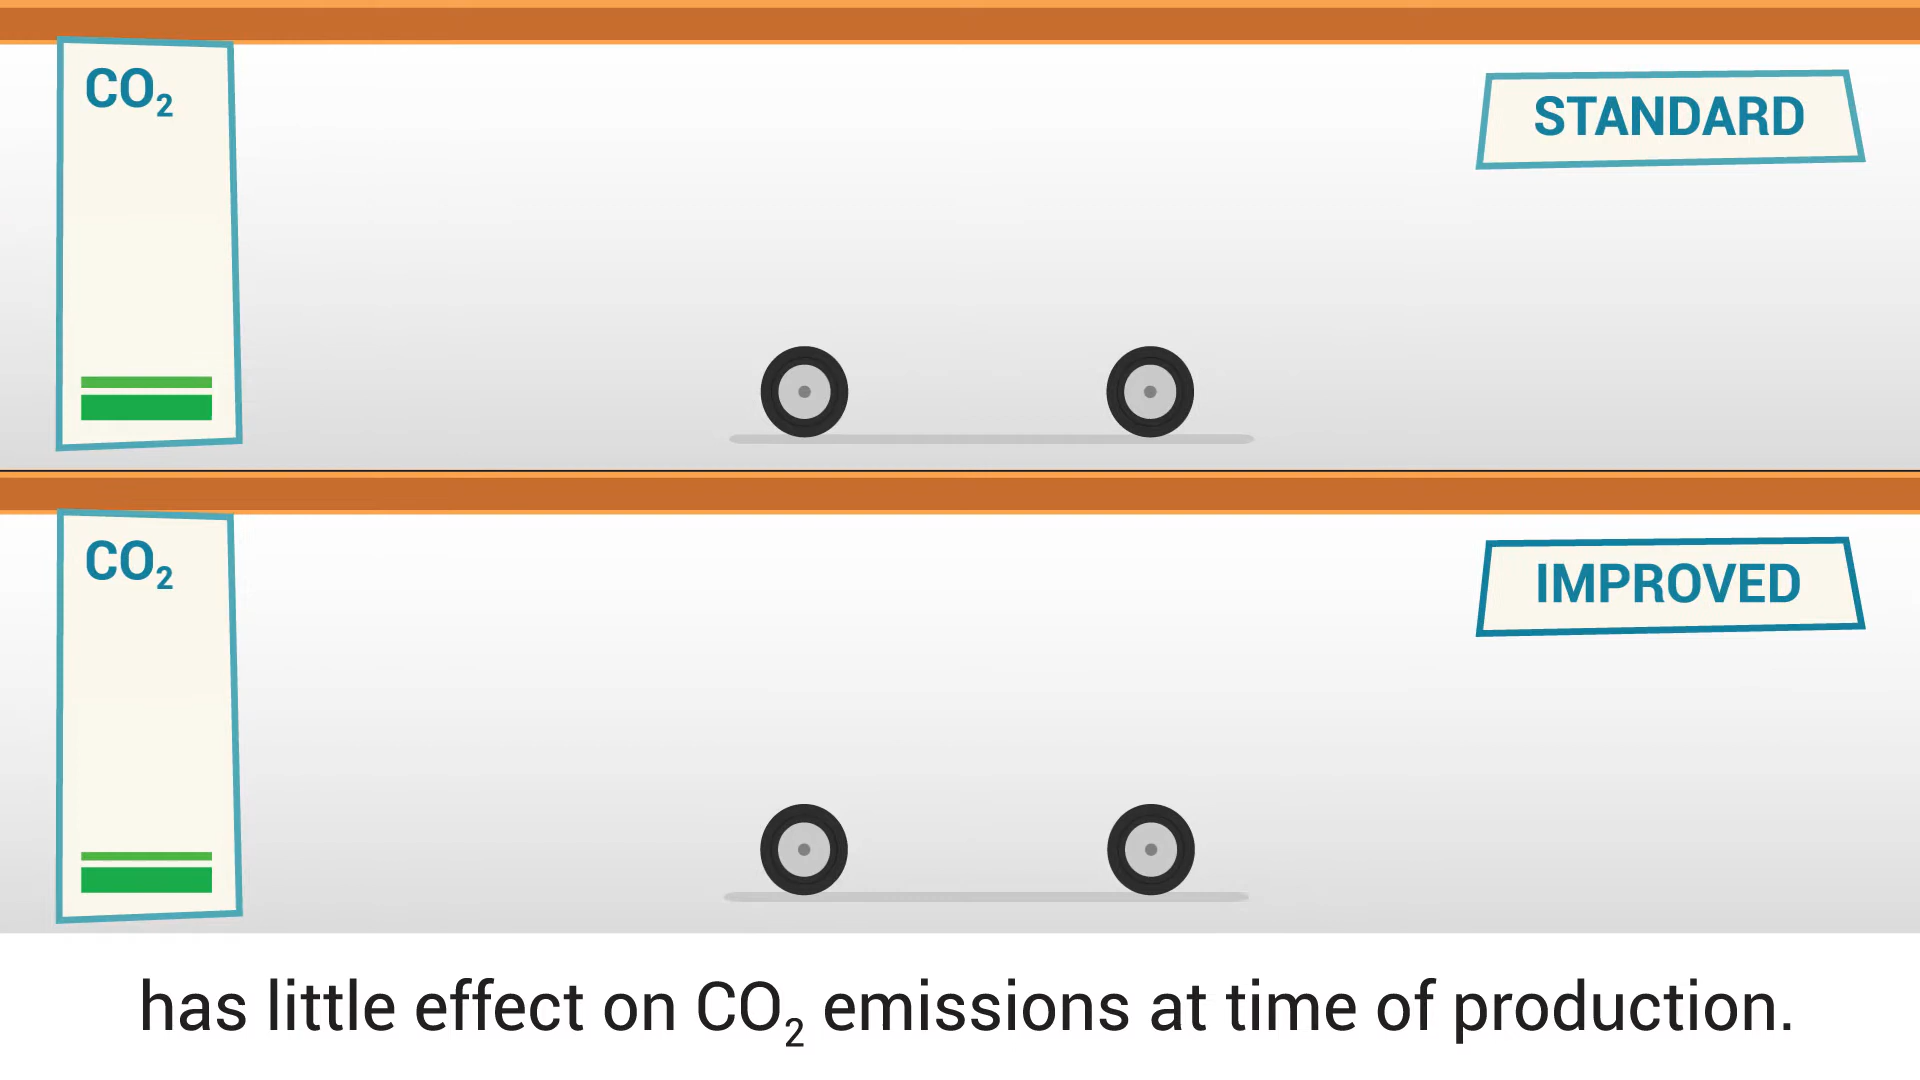 CO₂
STANDARD
CO₂
IMPROVED
has little effect on CO₂ emissions at time of production.